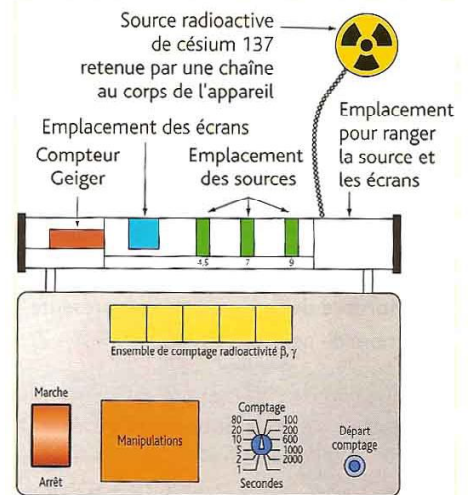 Source radioactive
de césium 137
retenue par une chaîne
au corps de l'appareil
Emplacement des écrans
Compteur
Geiger
Emplacement
des sources
Emplacement
pour ranger
la source et
les écrans
4,5
7
9
Ensemble de comptage radioactivité β, γ
Marche
Arrêt
Manipulations
Comptage
80 100
20 200
10 600
5 1000
2 2000
1
Secondes
Départ
comptage